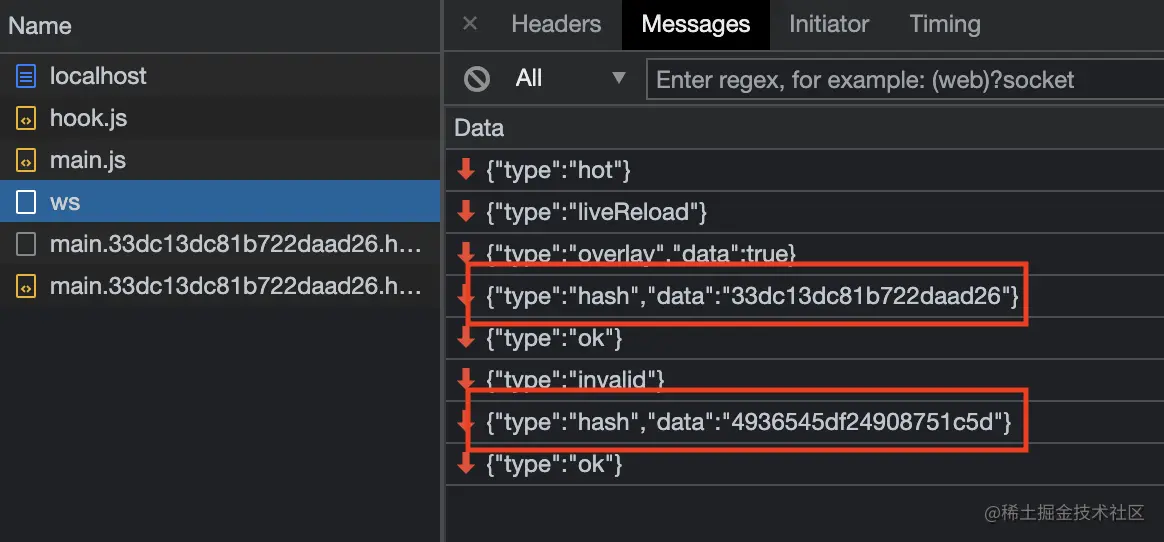 Name
localhost
hook.js
main.js
ws
main.33dc13dc81b722daad26.h...
main.33dc13dc81b722daad26.h...
× Headers Messages Initiator Timing
All ▼ Enter regex, for example: (web)?socket
Data
{"type":"hot"}
{"type":"liveReload"}
{"type":"overlay","data":true}
{"type":"hash","data":"33dc13dc81b722daad26"}
{"type":"ok"}
{"type":"invalid"}
{"type":"hash","data":"4936545df24908751c5d"}
{"type":"ok"}
@稀土掘金技术社区